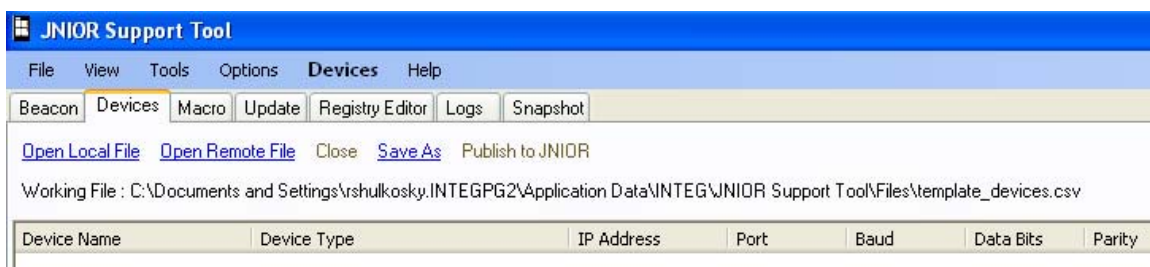 JNIOR Support Tool
File View Tools Options Devices Help
Beacon Devices Macro Update Registry Editor Logs Snapshot
Open Local File Open Remote File Close Save As Publish to JNIOR
Working File : C:\Documents and Settings\rshulkosky.INTEGPG2\Application Data\INTEG\JNIOR Support Tool\Files\template_devices.csv
Device Name Device Type IP Address Port Baud Data Bits Parity